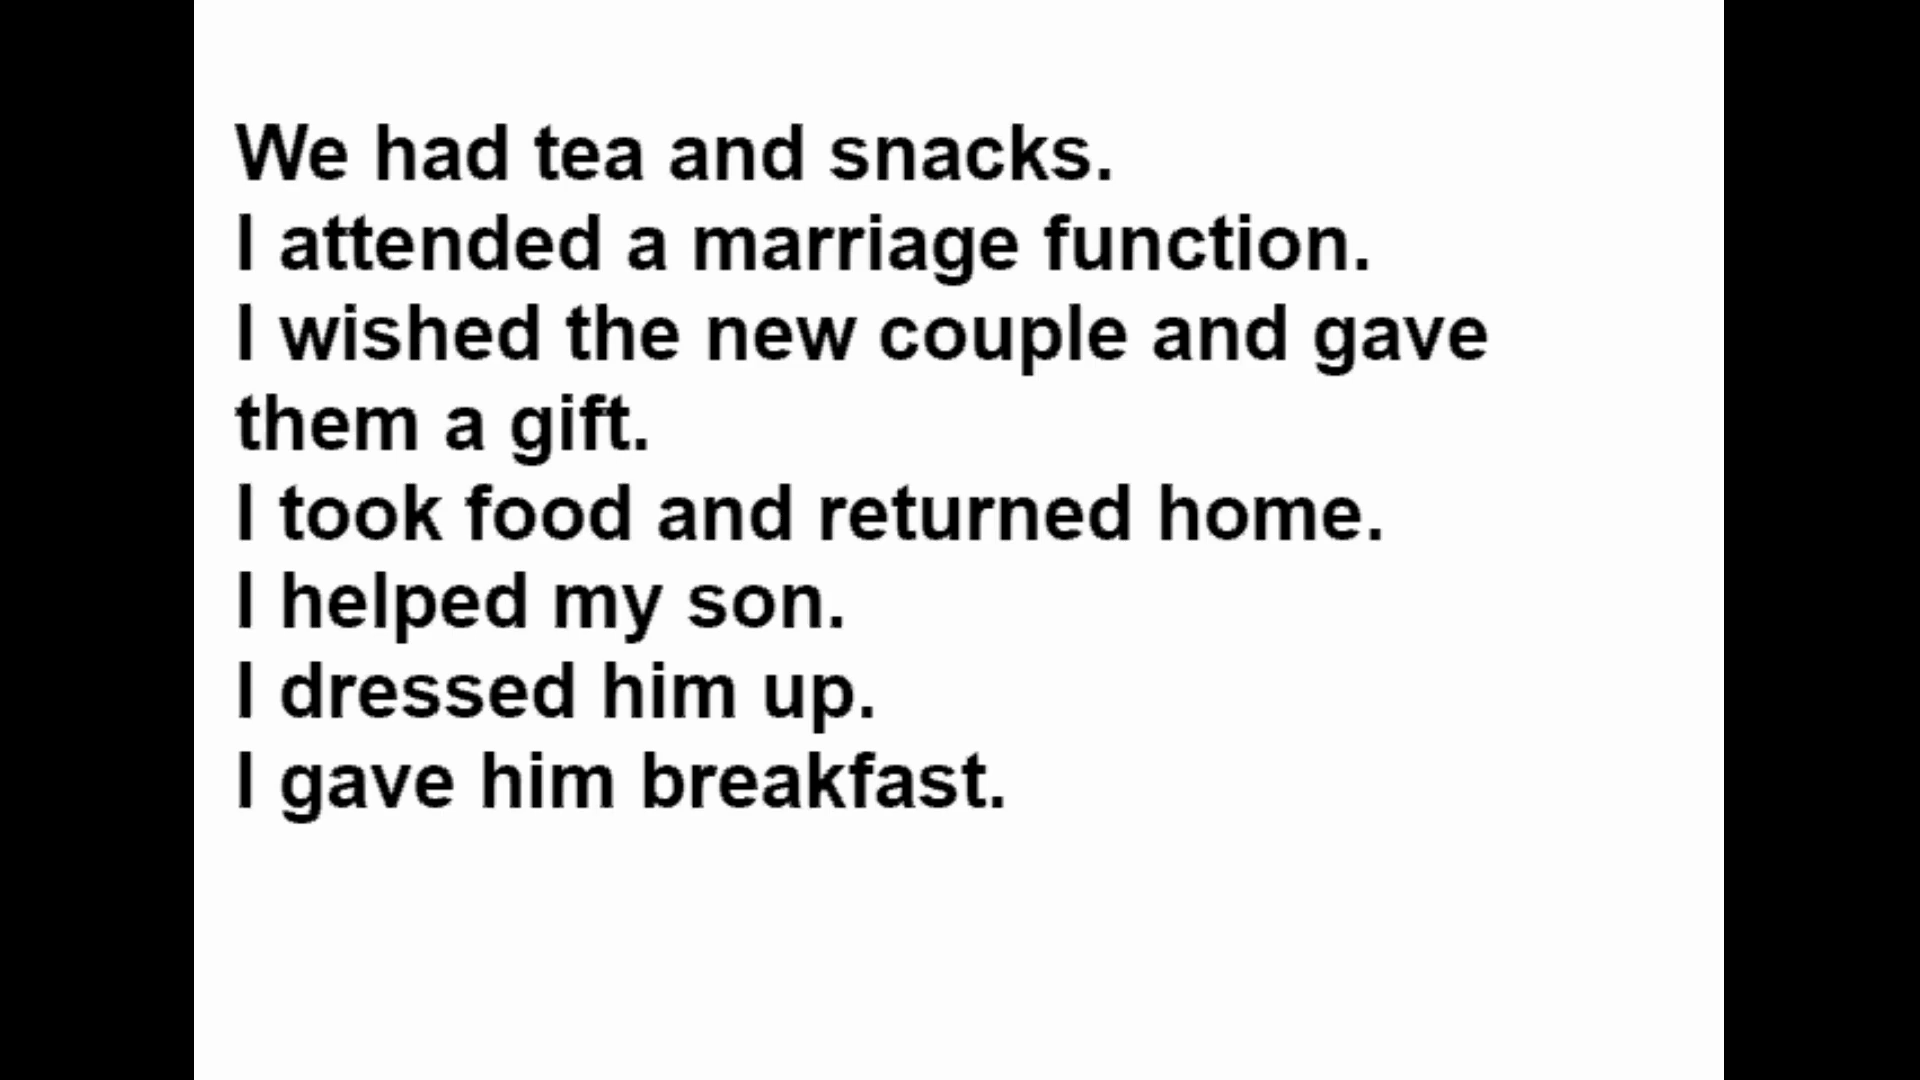 We had tea and snacks.
I attended a marriage function.
I wished the new couple and gave
them a gift.
I took food and returned home.
I helped my son.
I dressed him up.
I gave him breakfast.